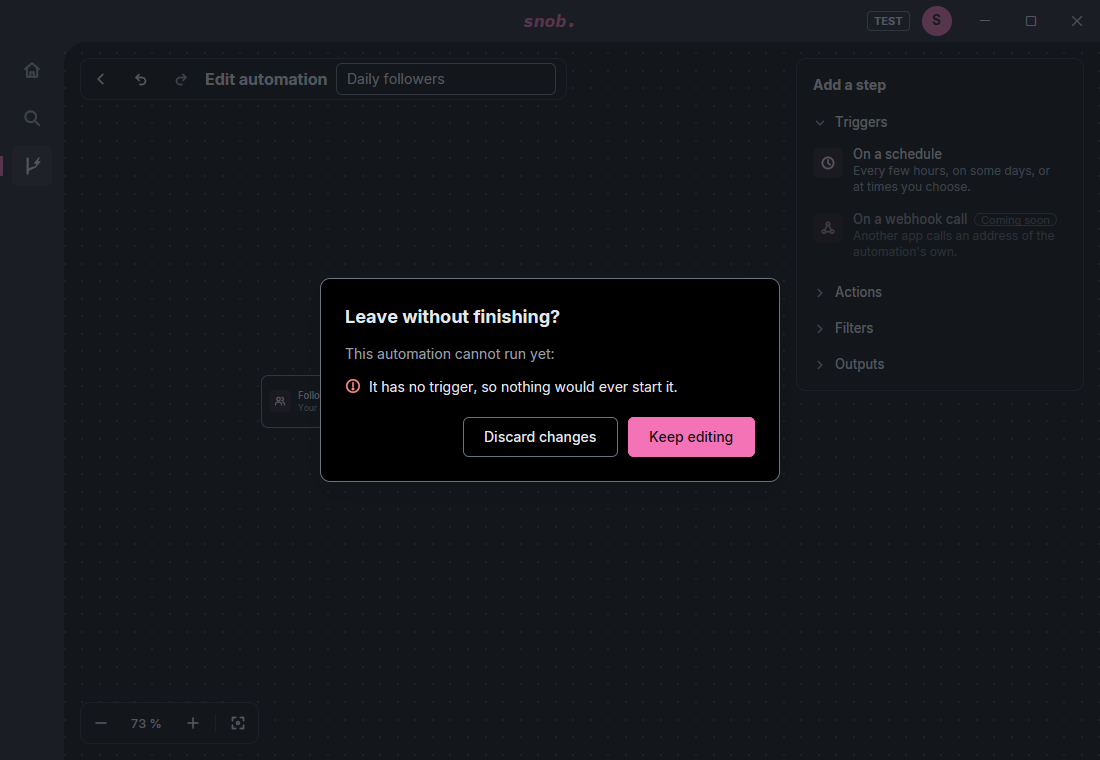 snob.
TEST
S
Edit automation
Daily followers
Add a step
Triggers
On a schedule
Every few hours, on some days, or
at times you choose.
On a webhook call
Coming soon
Another app calls an address of the
automation's own.
Actions
Filters
Outputs
Follo
Your
Leave without finishing?
This automation cannot run yet:
It has no trigger, so nothing would ever start it.
Discard changes
Keep editing
73 %